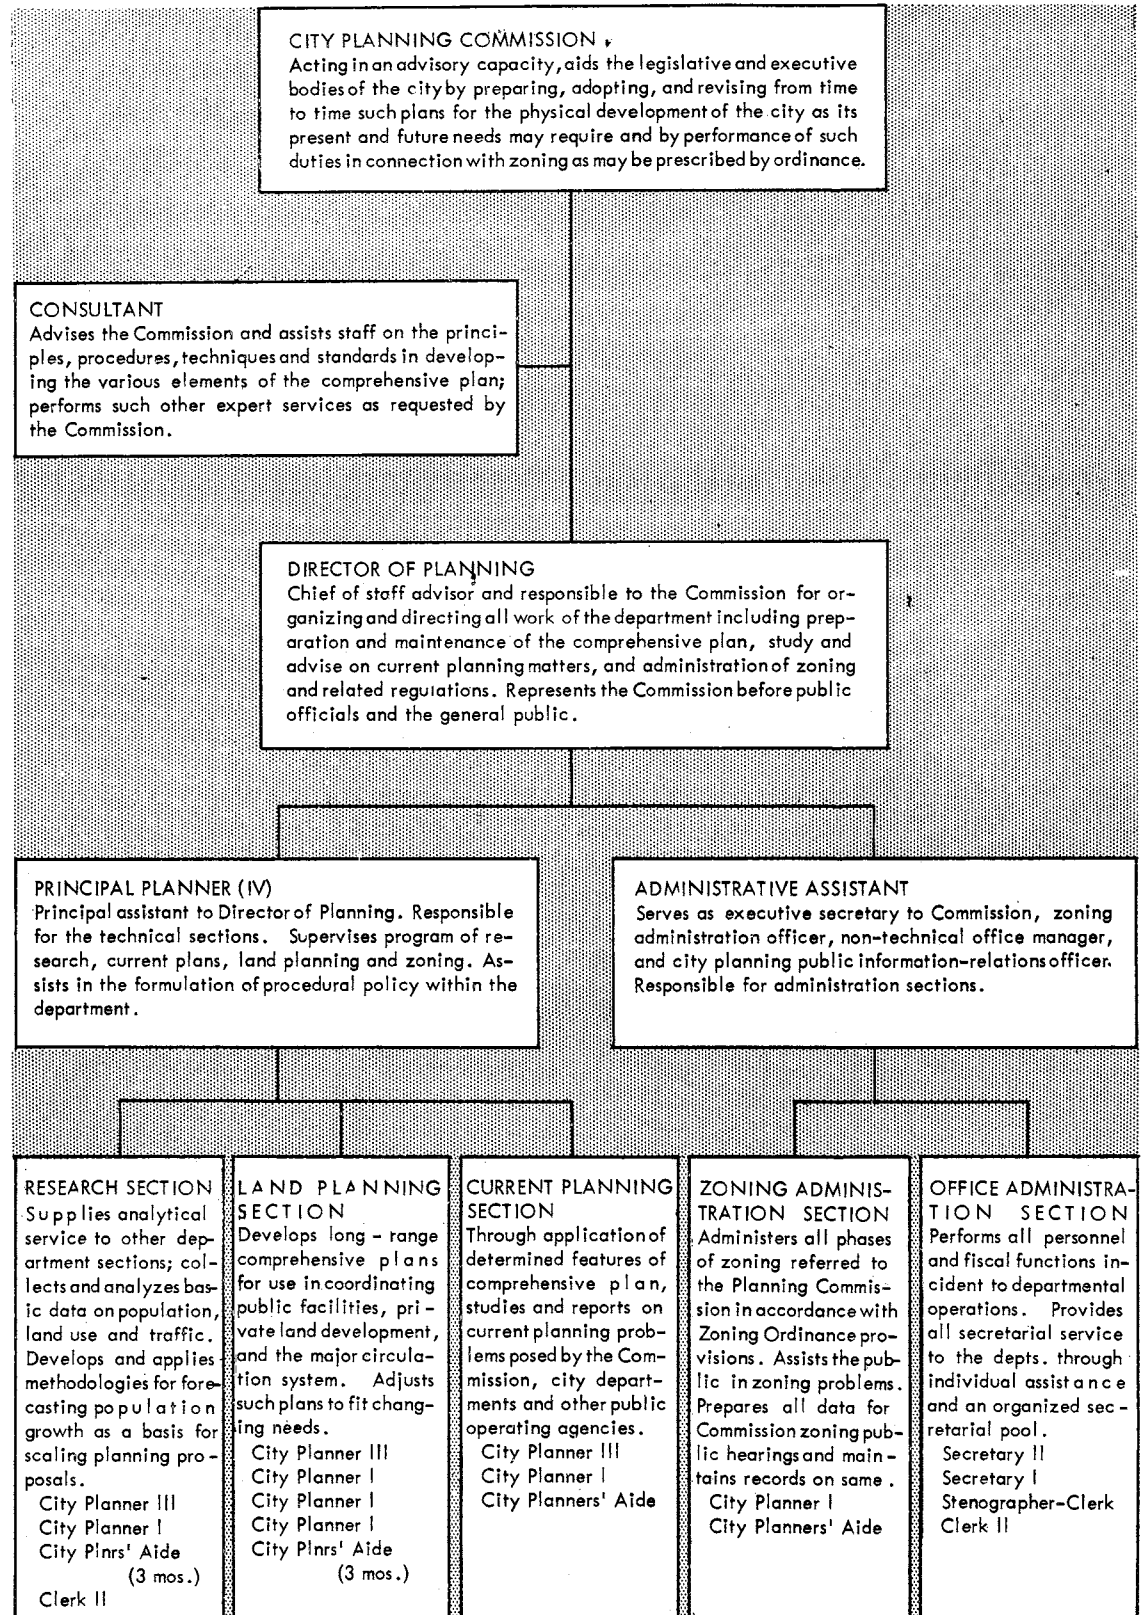 CITY PLANNING COMMISSION
Acting in an advisory capacity, aids the legislative and executive
bodies of the city by preparing, adopting, and revising from time
to time such plans for the physical development of the city as its
present and future needs may require and by performance of such
duties in connection with zoning as may be prescribed by ordinance.
CONSULTANT
Advises the Commission and assists staff on the princi-
ples, procedures, techniques and standards in develop-
ing the various elements of the comprehensive plan;
performs such other expert services as requested by
the Commission.
DIRECTOR OF PLANNING
Chief of staff advisor and responsible to the Commission for or-
ganizing and directing all work of the department including prep-
aration and maintenance of the comprehensive plan, study and
advise on current planning matters, and administration of zoning
and related regulations. Represents the Commission before public
officials and the general public.
PRINCIPAL PLANNER (IV)
Principal assistant to Director of Planning. Responsible
for the technical sections. Supervises program of re-
search, current plans, land planning and zoning. As-
sists in the formulation of procedural policy within the
department.
ADMINISTRATIVE ASSISTANT
Serves as executive secretary to Commission, zoning
administration officer, non-technical office manager,
and city planning public information-relations officer.
Responsible for administration sections.
RESEARCH SECTION
Supplies analytical
service to other dep-
artment sections; col-
lects and analyzes bas-
ic data on population,
land use and traffic.
Develops and applies
methodologies for fore-
casting population
growth as a basis for
scaling planning pro-
posals.
City Planner III
City Planner I
City Plnrs' Aide
(3 mos.)
Clerk II
LAND PLANNING
SECTION
Develops long-range
comprehensive plans
for use in coordinating
public facilities, pri-
vate land development,
and the major circula-
tion system. Adjusts
such plans to fit chang-
ing needs.
City Planner III
City Planner I
City Planner I
City Planner I
City Plnrs' Aide
(3 mos.)
CURRENT PLANNING
SECTION
Through application of
determined features of
comprehensive plan,
studies and reports on
current planning prob-
lems posed by the Com-
mission, city depart-
ments and other public
operating agencies.
City Planner III
City Planner I
City Planners' Aide
ZONING ADMINIS-
TRATION SECTION
Administers all phases
of zoning referred to
the Planning Commis-
sion in accordance with
Zoning Ordinance pro-
visions. Assists the pub-
lic in zoning problems.
Prepares all data for
Commission zoning pub-
lic hearings and main-
tains records on same.
City Planner I
City Planners' Aide
OFFICE ADMINISTRA-
TION SECTION
Performs all personnel
and fiscal functions in-
cident to departmental
operations. Provides
all secretarial service
to the depts. through
individual assistance
and an organized sec-
retarial pool.
Secretary II
Secretary I
Stenographer-Clerk
Clerk II